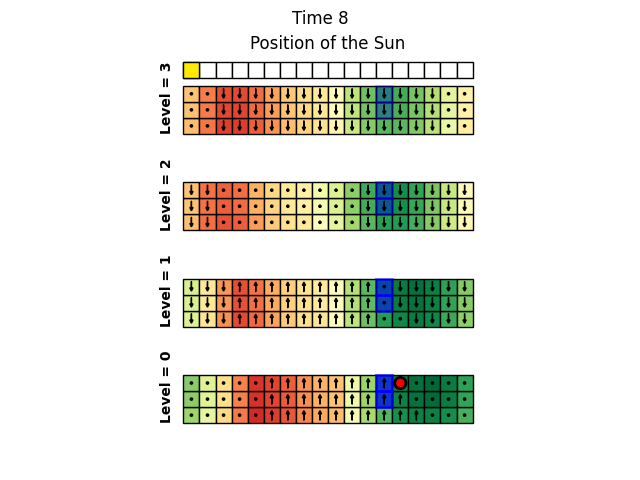 Time 8
Position of the Sun
Level = 3
Level = 2
Level = 1
Level = 0